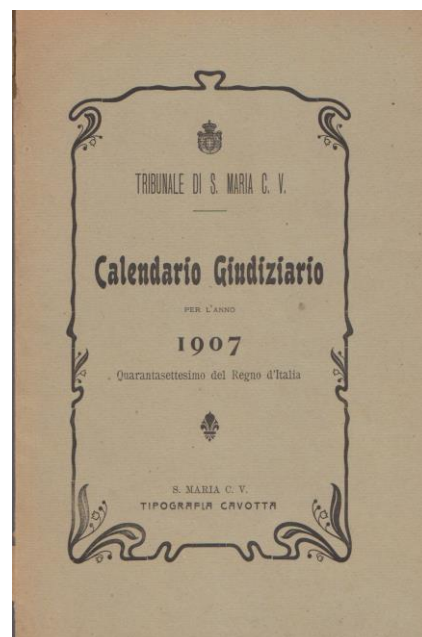 TRIBUNALE DI S. MARIA C. V.
Calendario Giudiziario
PER L'ANNO
1907
Quarantasettesimo del Regno d'Italia
S. MARIA C. V.
TIPOGRAFIA CAVOTTA